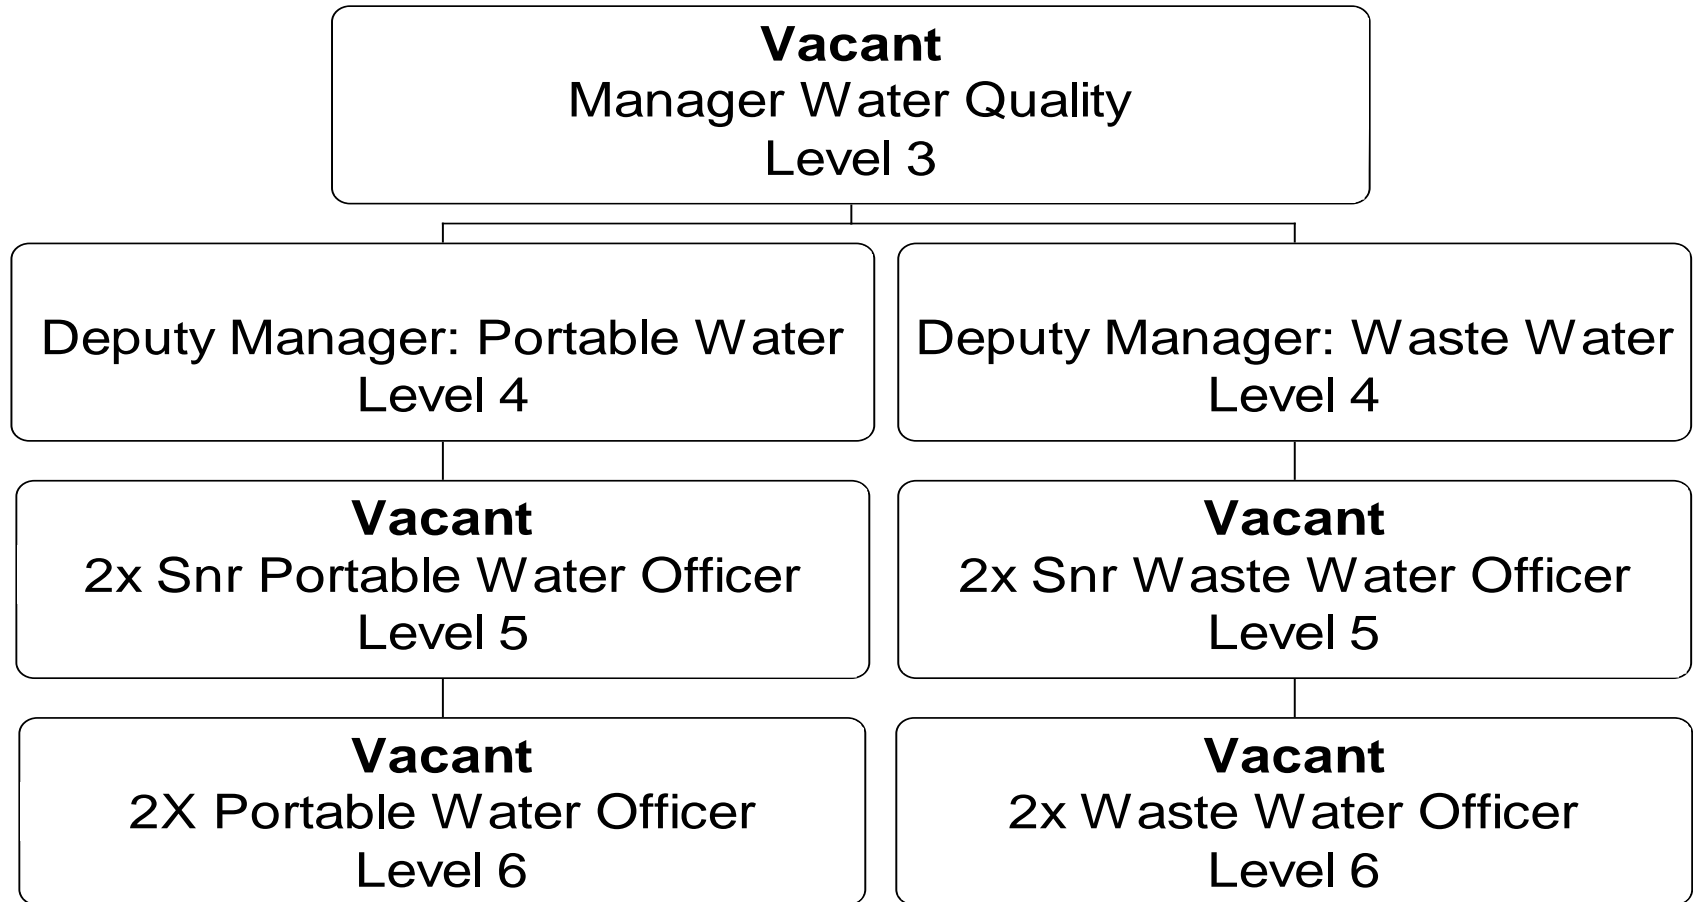 Vacant
Manager Water Quality
Level 3
Deputy Manager: Portable Water
Level 4
Deputy Manager: Waste Water
Level 4
Vacant
2x Snr Portable Water Officer
Level 5
Vacant
2x Snr Waste Water Officer
Level 5
Vacant
2X Portable Water Officer
Level 6
Vacant
2x Waste Water Officer
Level 6